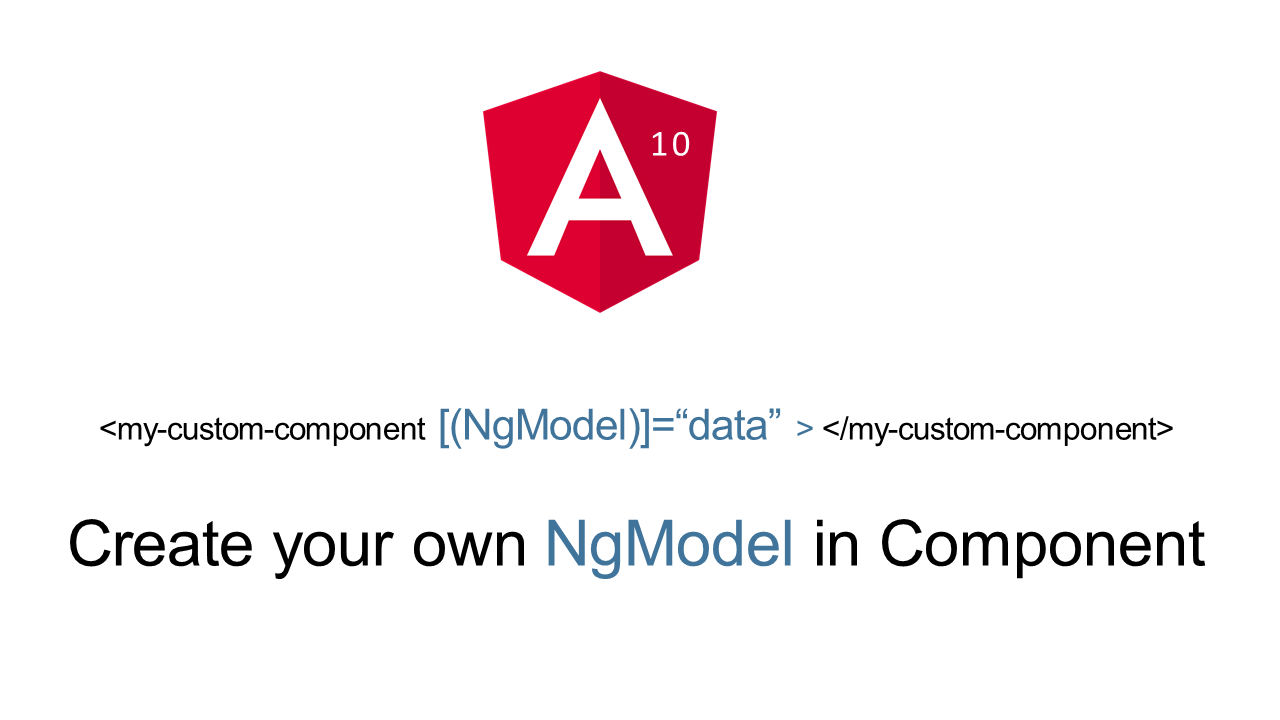 A 10
<my-custom-component [(NgModel)]=“data” > </my-custom-component>
Create your own NgModel in Component